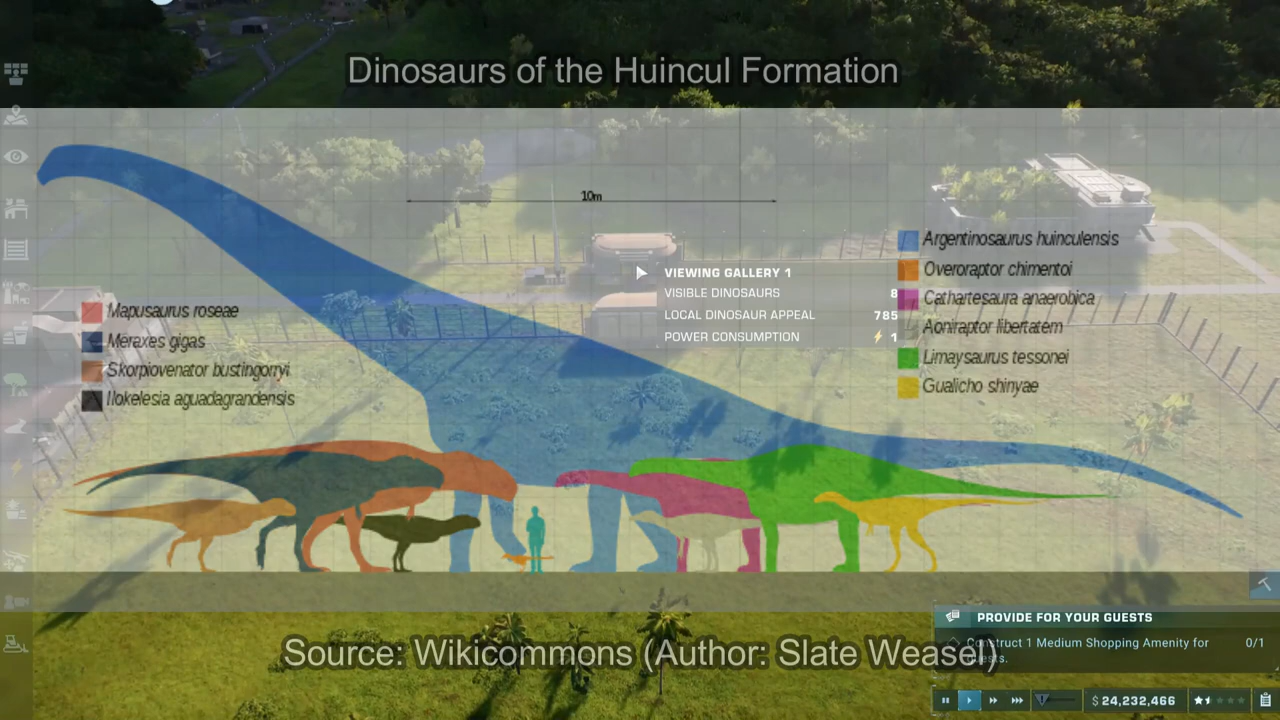 Dinosaurs of the Huincul Formation
10m
Mapusaurus roseae
Meraxes gigas
Skorpiovenator bustingorryi
Ilokelesia aguadagrandensis
VIEWING GALLERY 1
VISIBLE DINOSAURS 8
LOCAL DINOSAUR APPEAL 785
POWER CONSUMPTION 1
Argentinosaurus huinculensis
Overoraptor chimentoi
Cathartesaura anaerobica
Aoniraptor libertatem
Limaysaurus tessonei
Gualicho shinyae
PROVIDE FOR YOUR GUESTS
Construct 1 Medium Shopping Amenity for 0/1
guests.
Source: Wikicommons (Author: Slate Weasel)
$ 24,232,466